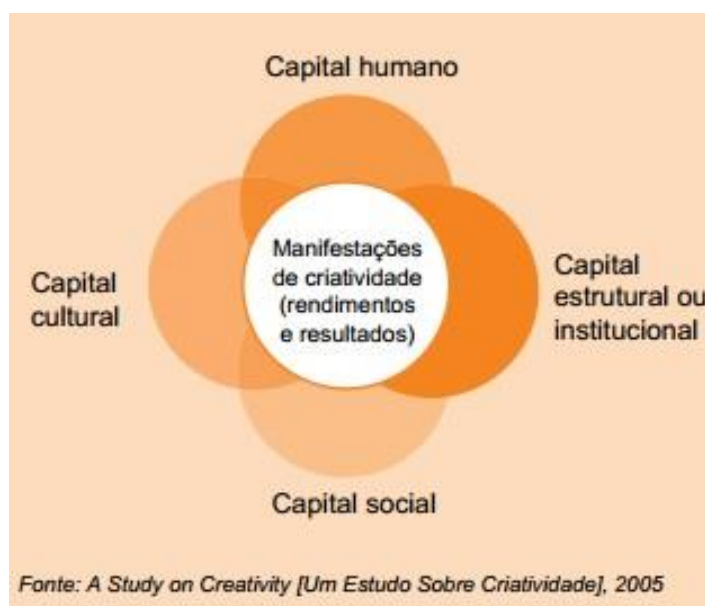 Capital humano
Manifestações
de criatividade
(rendimentos
e resultados)
Capital
cultural
Capital
estrutural ou
institucional
Capital social
Fonte: A Study on Creativity [Um Estudo Sobre Criatividade], 2005